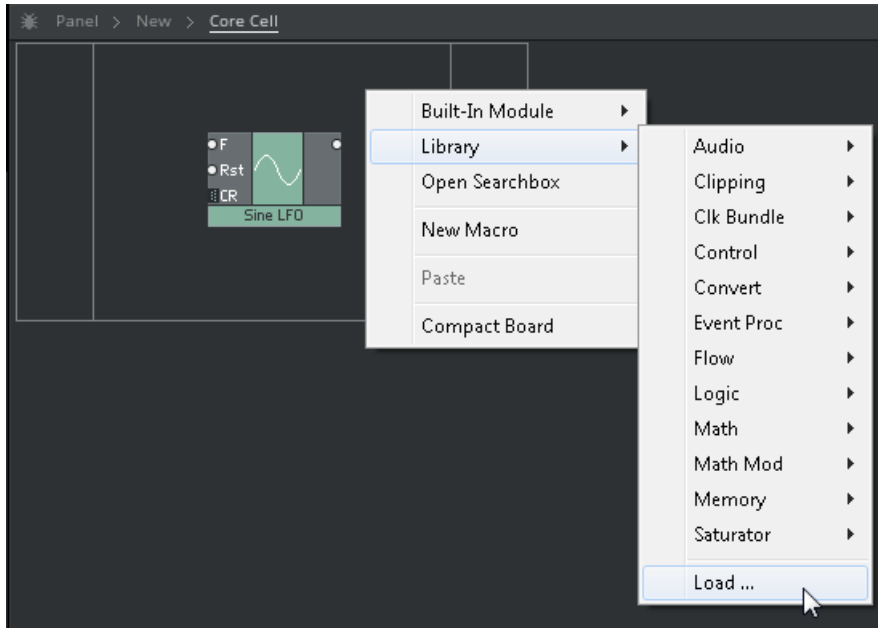 Panel > New > Core Cell
F
Rst
CR
Sine LFO
Built-In Module
Library
Open Searchbox
New Macro
Paste
Compact Board
Audio
Clipping
Clk Bundle
Control
Convert
Event Proc
Flow
Logic
Math
Math Mod
Memory
Saturator
Load ...